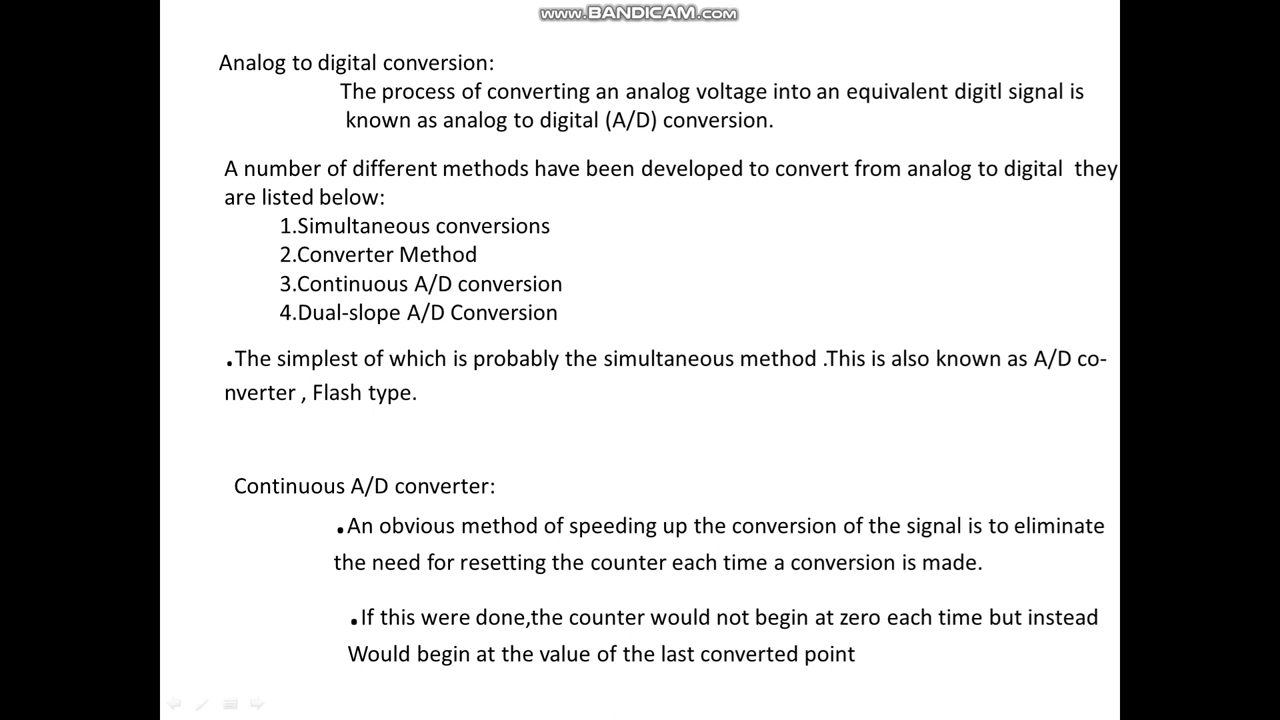 www.BANDICAM.com
Analog to digital conversion:
The process of converting an analog voltage into an equivalent digitl signal is
known as analog to digital (A/D) conversion.
A number of different methods have been developed to convert from analog to digital  they
are listed below:
1.Simultaneous conversions
2.Converter Method
3.Continuous A/D conversion
4.Dual-slope A/D Conversion
.The simplest of which is probably the simultaneous method .This is also known as A/D co-
nverter , Flash type.
Continuous A/D converter:
.An obvious method of speeding up the conversion of the signal is to eliminate
the need for resetting the counter each time a conversion is made.
.If this were done,the counter would not begin at zero each time but instead
Would begin at the value of the last converted point